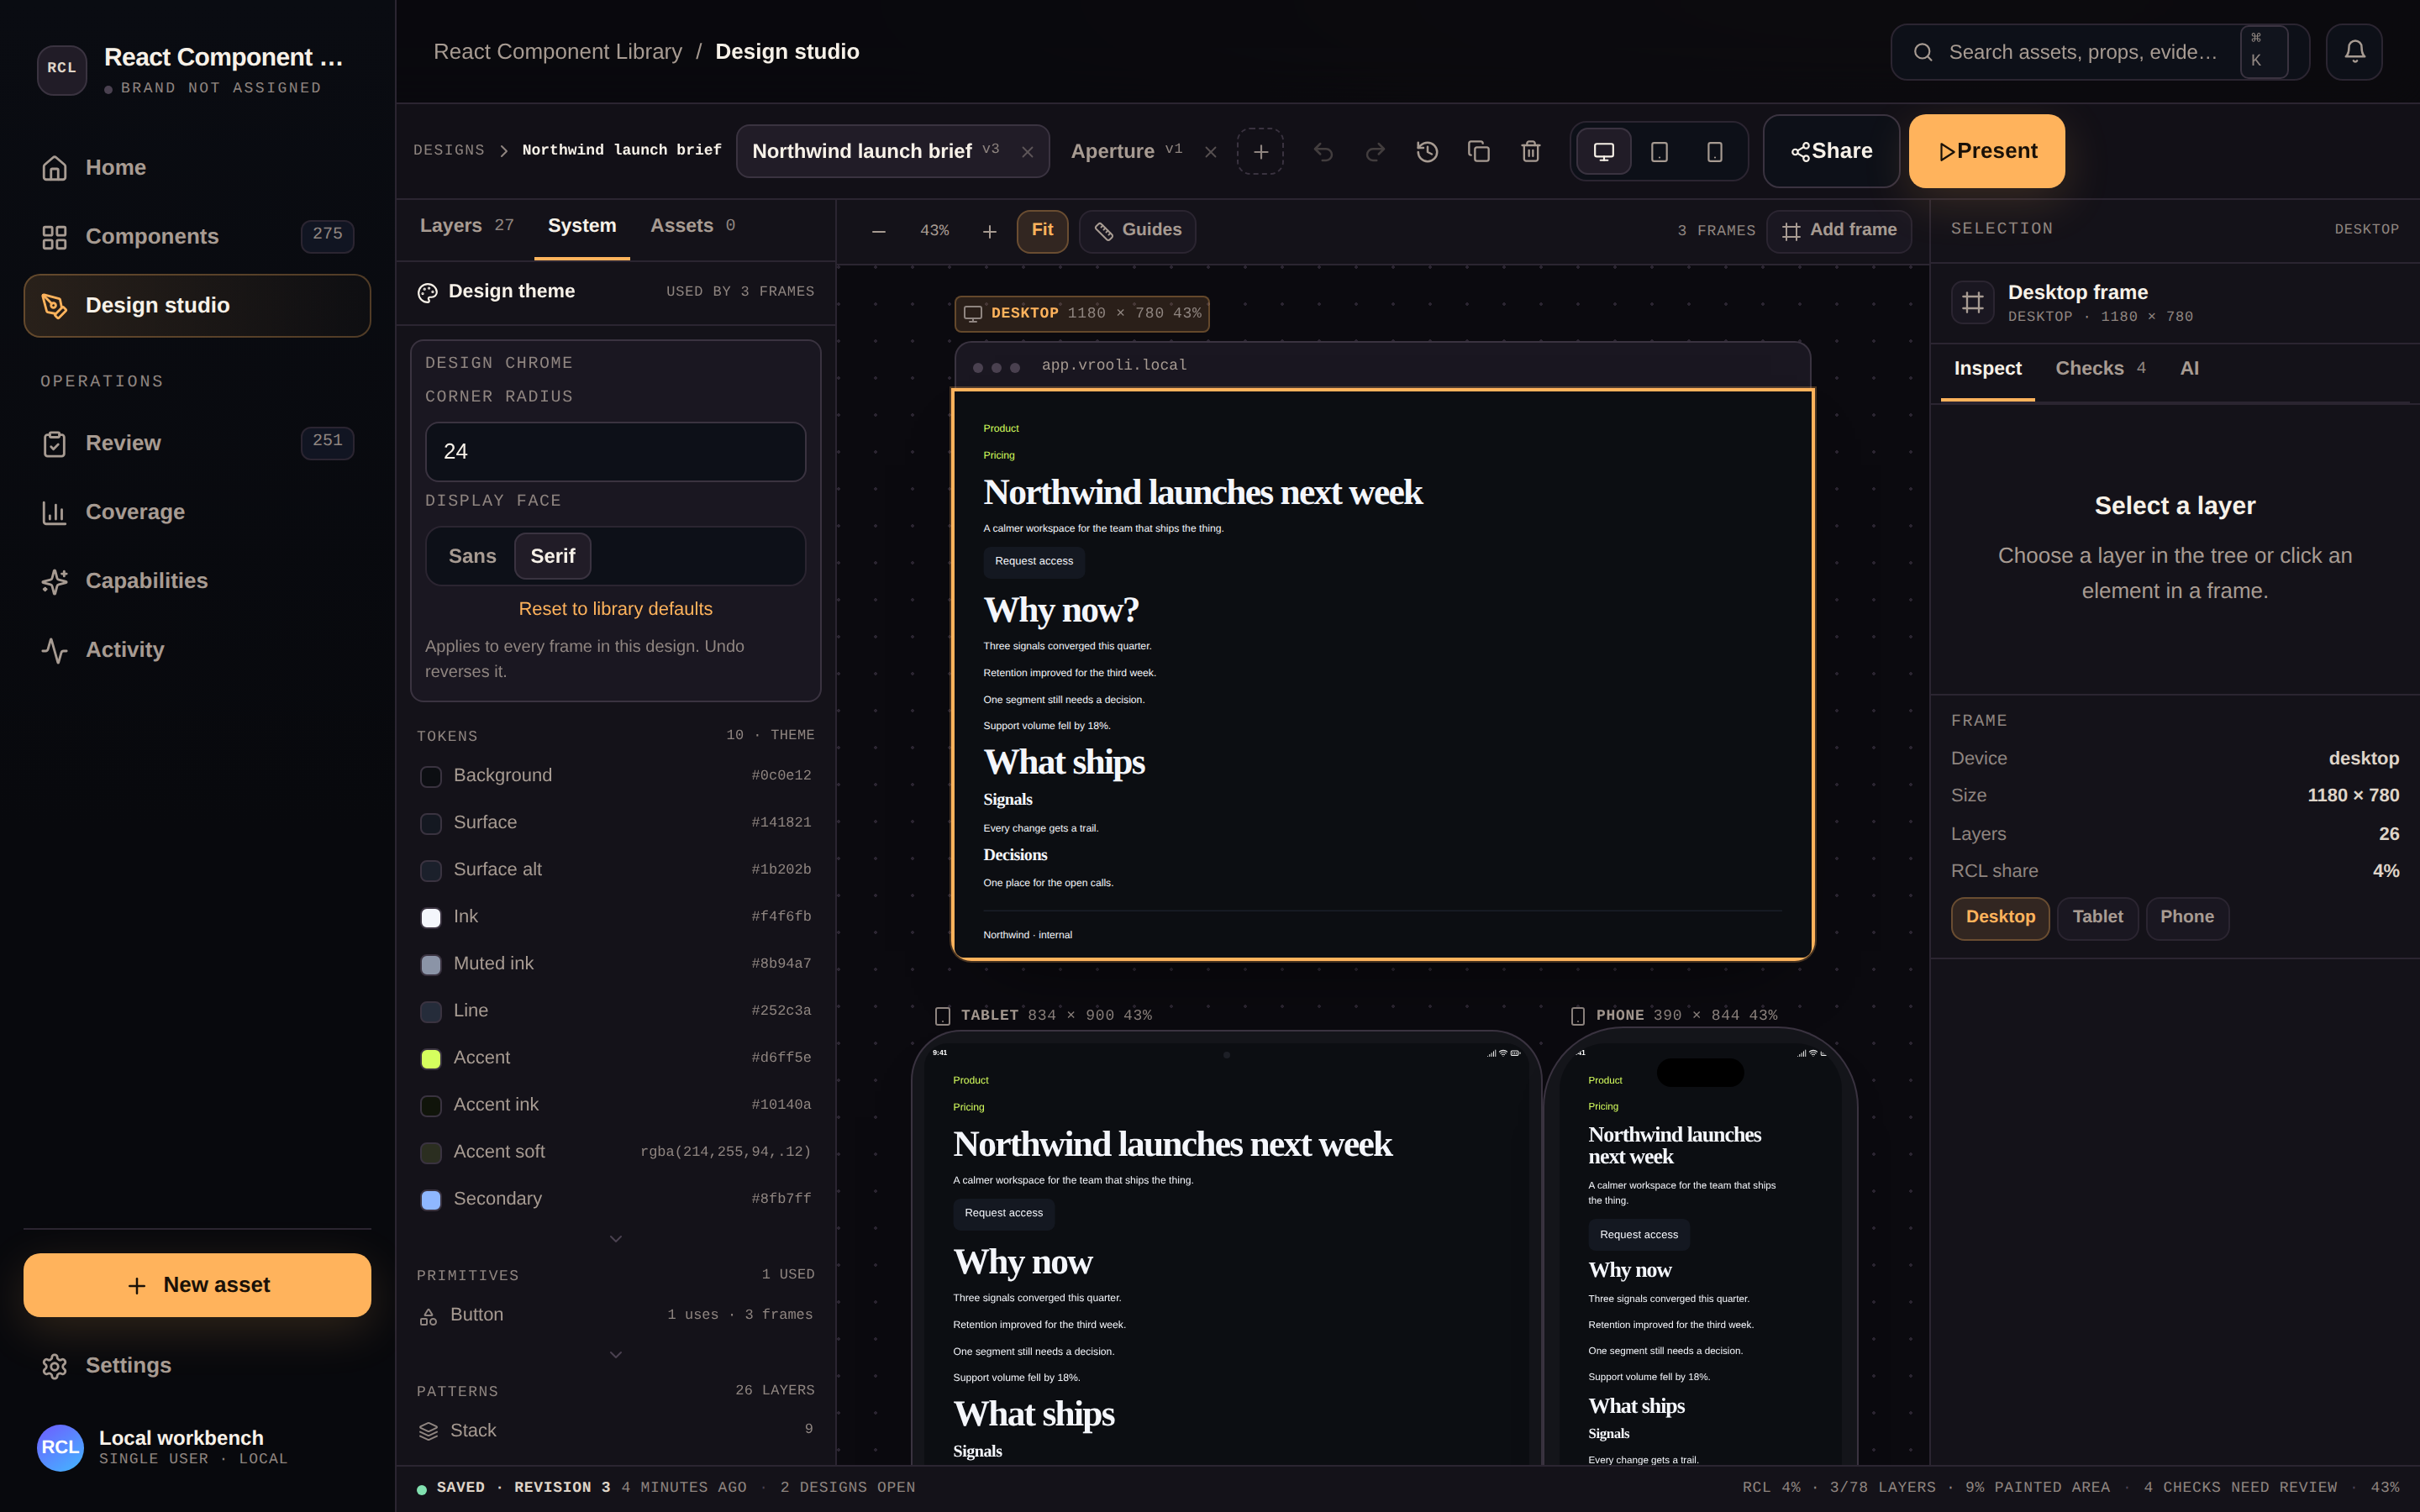 RCL
React Component ...
BRAND NOT ASSIGNED
Home
Components 275
Design studio
OPERATIONS
Review 251
Coverage
Capabilities
Activity
New asset
Settings
RCL
Local workbench
SINGLE USER · LOCAL
React Component Library / Design studio
Search assets, props, evide...
⌘
K
DESIGNS > Northwind launch brief
Northwind launch brief v3
Aperture v1
Share
Present
Layers 27
System
Assets 0
Design theme
USED BY 3 FRAMES
DESIGN CHROME
CORNER RADIUS
24
DISPLAY FACE
Sans
Serif
Reset to library defaults
Applies to every frame in this design. Undo
reverses it.
TOKENS 10 · THEME
Background #0c0e12
Surface #141821
Surface alt #1b202b
Ink #f4f6fb
Muted ink #8b94a7
Line #252c3a
Accent #d6ff5e
Accent ink #10140a
Accent soft rgba(214,255,94,.12)
Secondary #8fb7ff
PRIMITIVES 1 USED
Button 1 uses · 3 frames
PATTERNS 26 LAYERS
Stack 9
43%
Fit
Guides
3 FRAMES
Add frame
DESKTOP 1180 × 780 43%
app.vrooli.local
Product
Pricing
Northwind launches next week
A calmer workspace for the team that ships the thing.
Request access
Why now?
Three signals converged this quarter.
Retention improved for the third week.
One segment still needs a decision.
Support volume fell by 18%.
What ships
Signals
Every change gets a trail.
Decisions
One place for the open calls.
Northwind · internal
TABLET 834 × 900 43%
9:41
Product
Pricing
Northwind launches next week
A calmer workspace for the team that ships the thing.
Request access
Why now
Three signals converged this quarter.
Retention improved for the third week.
One segment still needs a decision.
Support volume fell by 18%.
What ships
Signals
PHONE 390 × 844 43%
:41
Product
Pricing
Northwind launches
next week
A calmer workspace for the team that ships
the thing.
Request access
Why now
Three signals converged this quarter.
Retention improved for the third week.
One segment still needs a decision.
Support volume fell by 18%.
What ships
Signals
Every change gets a trail.
SELECTION DESKTOP
Desktop frame
DESKTOP · 1180 × 780
Inspect
Checks 4
AI
Select a layer
Choose a layer in the tree or click an
element in a frame.
FRAME
Device desktop
Size 1180 × 780
Layers 26
RCL share 4%
Desktop
Tablet
Phone
SAVED · REVISION 3 4 MINUTES AGO · 2 DESIGNS OPEN
RCL 4% · 3/78 LAYERS · 9% PAINTED AREA · 4 CHECKS NEED REVIEW · 43%